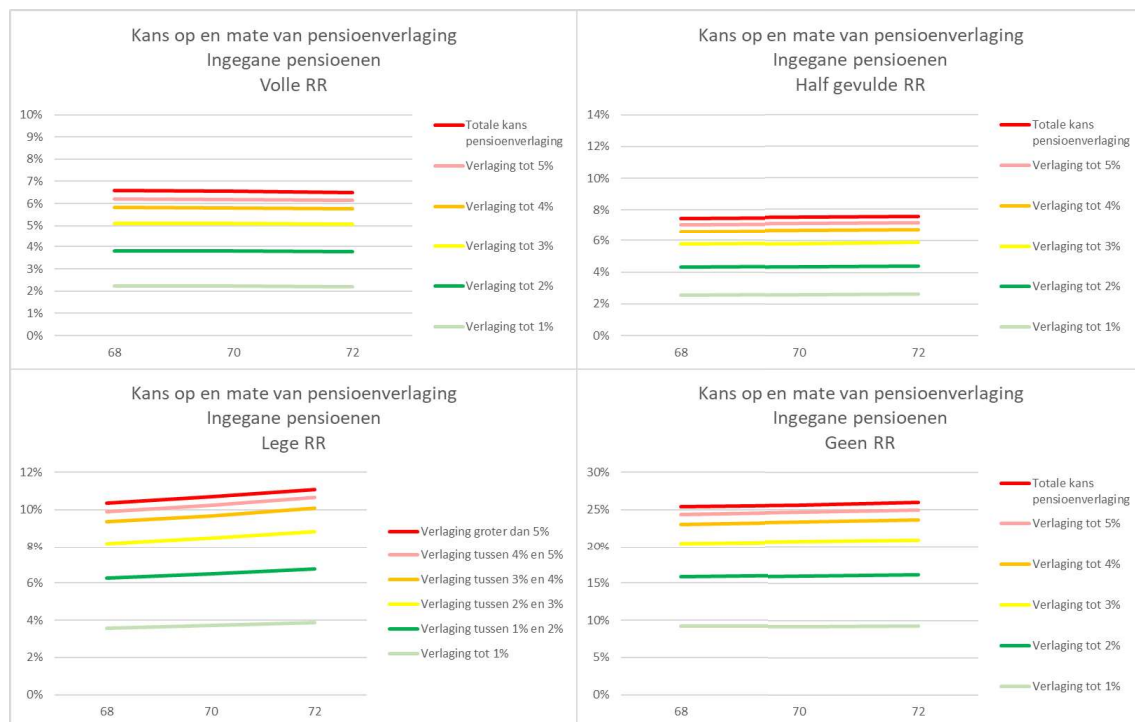 Kans op en mate van pensioenverlaging
Ingegane pensioenen
Volle RR
10%
9%
8%
7%
6%
5%
4%
3%
2%
1%
0%
68
70
72
Totale kans
pensioenverlaging
Verlaging tot 5%
Verlaging tot 4%
Verlaging tot 3%
Verlaging tot 2%
Verlaging tot 1%
Kans op en mate van pensioenverlaging
Ingegane pensioenen
Half gevulde RR
14%
12%
10%
8%
6%
4%
2%
0%
68
70
72
Totale kans
pensioenverlaging
Verlaging tot 5%
Verlaging tot 4%
Verlaging tot 3%
Verlaging tot 2%
Verlaging tot 1%
Kans op en mate van pensioenverlaging
Ingegane pensioenen
Lege RR
12%
10%
8%
6%
4%
2%
0%
68
70
72
Verlaging groter dan 5%
Verlaging tussen 4% en 5%
Verlaging tussen 3% en 4%
Verlaging tussen 2% en 3%
Verlaging tussen 1% en 2%
Verlaging tot 1%
Kans op en mate van pensioenverlaging
Ingegane pensioenen
Geen RR
30%
25%
20%
15%
10%
5%
0%
68
70
72
Totale kans
pensioenverlaging
Verlaging tot 5%
Verlaging tot 4%
Verlaging tot 3%
Verlaging tot 2%
Verlaging tot 1%